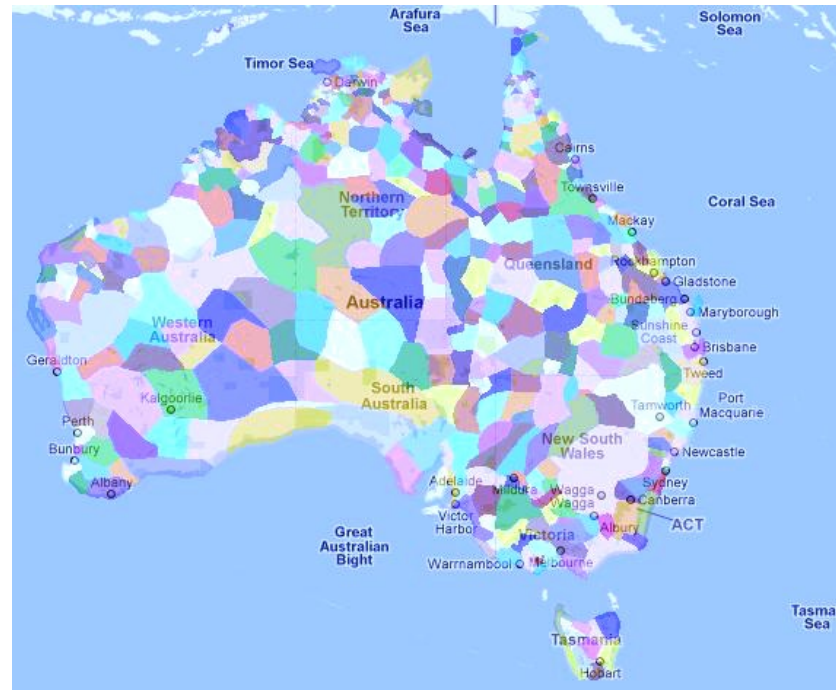 Arafura
Sea
Solomon
Sea
Timor Sea
Darwin
Cairns
Townsville
Northern
Territory
Coral Sea
Mackay
Queensland
Rockhampton
Gladstone
Bundaberg
Maryborough
Australia
Western
Australia
Sunshine
Coast
Brisbane
Geraldton
Tweed
South
Australia
Kalgoorlie
Tamworth
Port
Macquarie
Perth
New South
Wales
Bunbury
Newcastle
Albany
Adelaide
Mildura
Wagga
Wagga
Sydney
Canberra
Victor
Harbor
Great
Australian
Bight
Victoria
Albury
ACT
Warrnambool
Melbourne
Tasma
Sea
Tasmania
Hobart